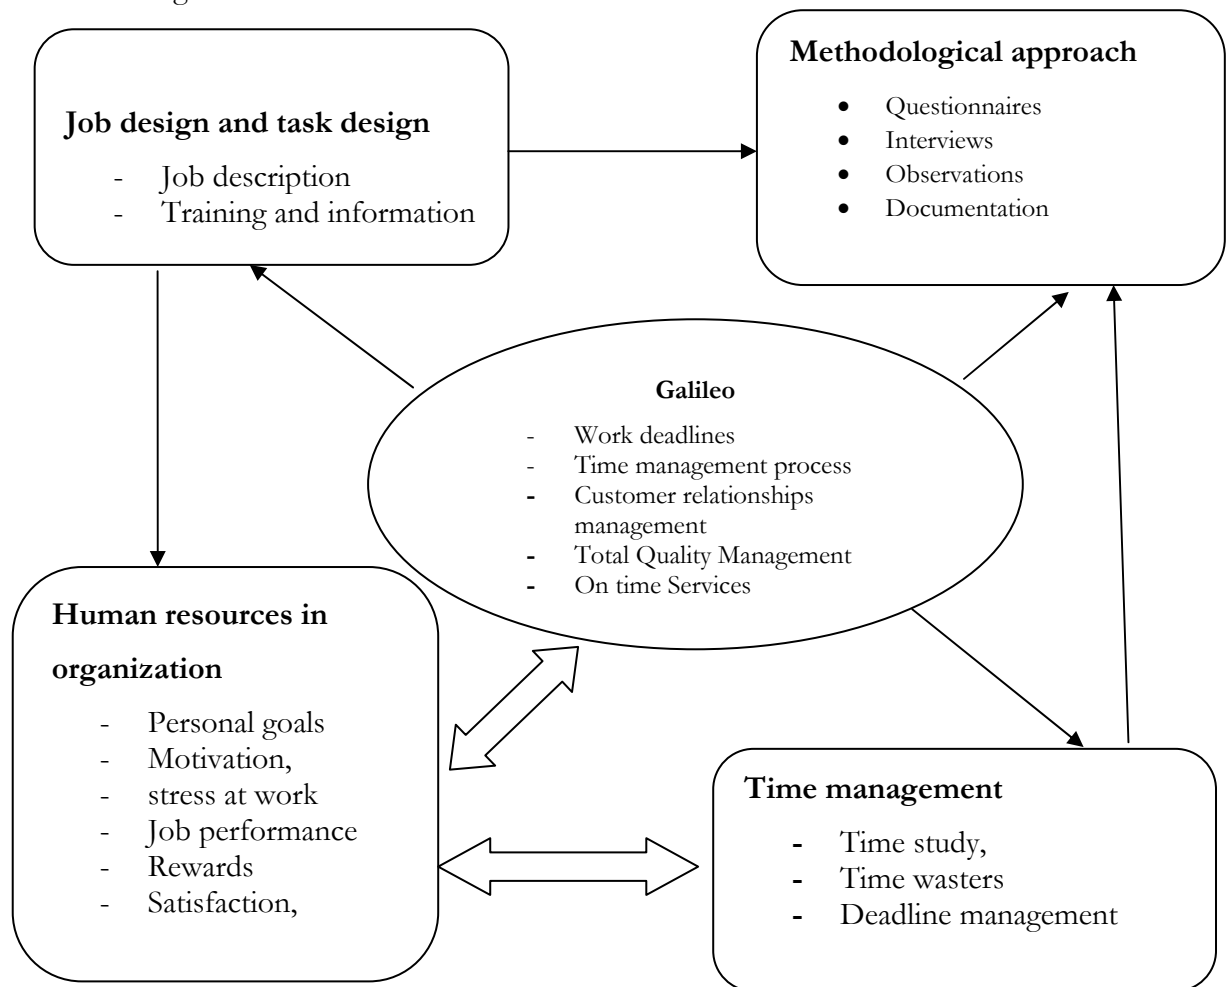 Job design and task design
- Job description
- Training and information
Methodological approach
• Questionnaires
• Interviews
• Observations
• Documentation
Galileo
- Work deadlines
- Time management process
- Customer relationships
management
- Total Quality Management
- On time Services
Human resources in
organization
- Personal goals
- Motivation,
- stress at work
- Job performance
- Rewards
- Satisfaction,
Time management
- Time study,
- Time wasters
- Deadline management